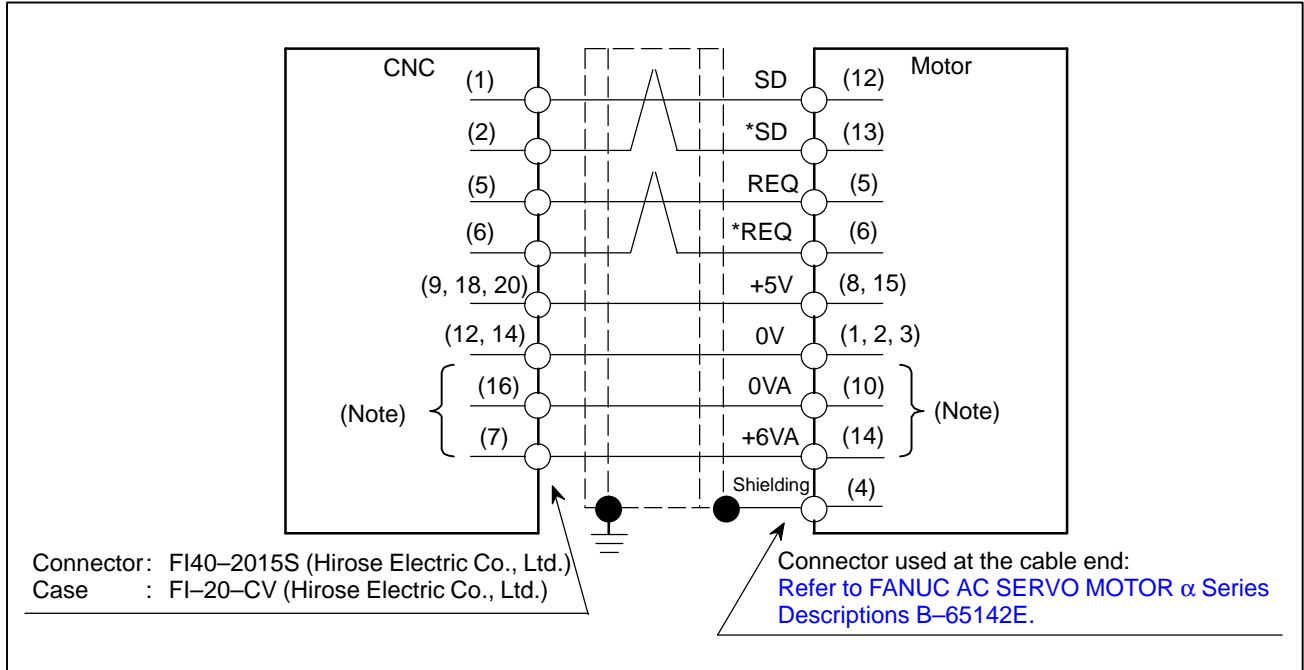 CNC
Motor
(1) SD (12)
(2) *SD (13)
(5) REQ (5)
(6) *REQ (6)
(9, 18, 20) +5V (8, 15)
(12, 14) 0V (1, 2, 3)
(16) 0VA (10)
(Note)
(Note)
(7) +6VA (14)
Shielding (4)
Connector: FI40–2015S (Hirose Electric Co., Ltd.)
Case : FI–20–CV (Hirose Electric Co., Ltd.)
Connector used at the cable end:
Refer to FANUC AC SERVO MOTOR α Series
Descriptions B–65142E.